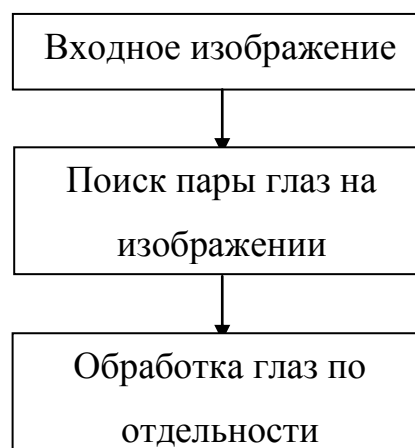 Входное изображение
Поиск пары глаз на
изображении
Обработка глаз по
отдельности